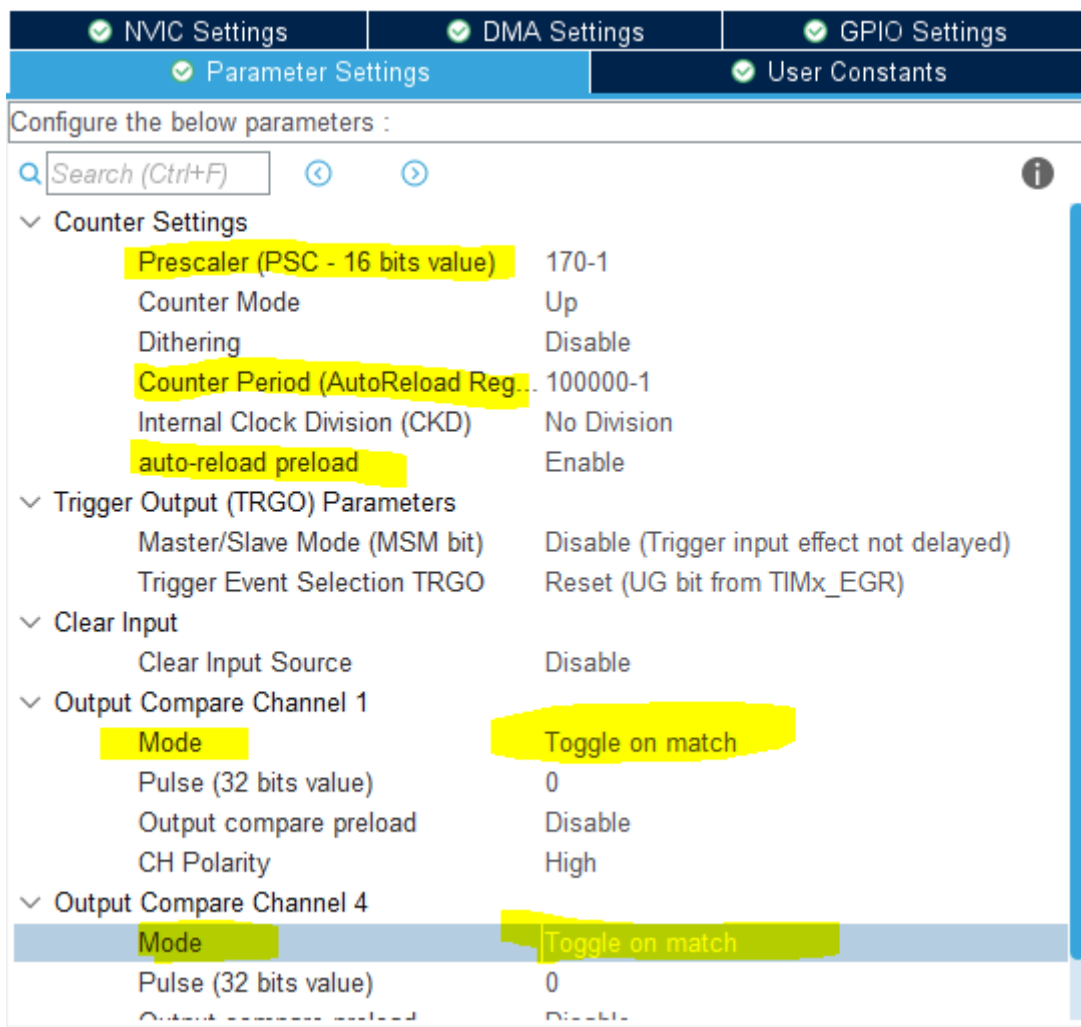 NVIC Settings DMA Settings GPIO Settings
Parameter Settings User Constants
Configure the below parameters :
Search (Ctrl+F)
Counter Settings
Prescaler (PSC - 16 bits value) 170-1
Counter Mode Up
Dithering Disable
Counter Period (AutoReload Reg... 100000-1
Internal Clock Division (CKD) No Division
auto-reload preload Enable
Trigger Output (TRGO) Parameters
Master/Slave Mode (MSM bit) Disable (Trigger input effect not delayed)
Trigger Event Selection TRGO Reset (UG bit from TIMx_EGR)
Clear Input
Clear Input Source Disable
Output Compare Channel 1
Mode Toggle on match
Pulse (32 bits value) 0
Output compare preload Disable
CH Polarity High
Output Compare Channel 4
Mode Toggle on match
Pulse (32 bits value) 0
Output compare preload Disable